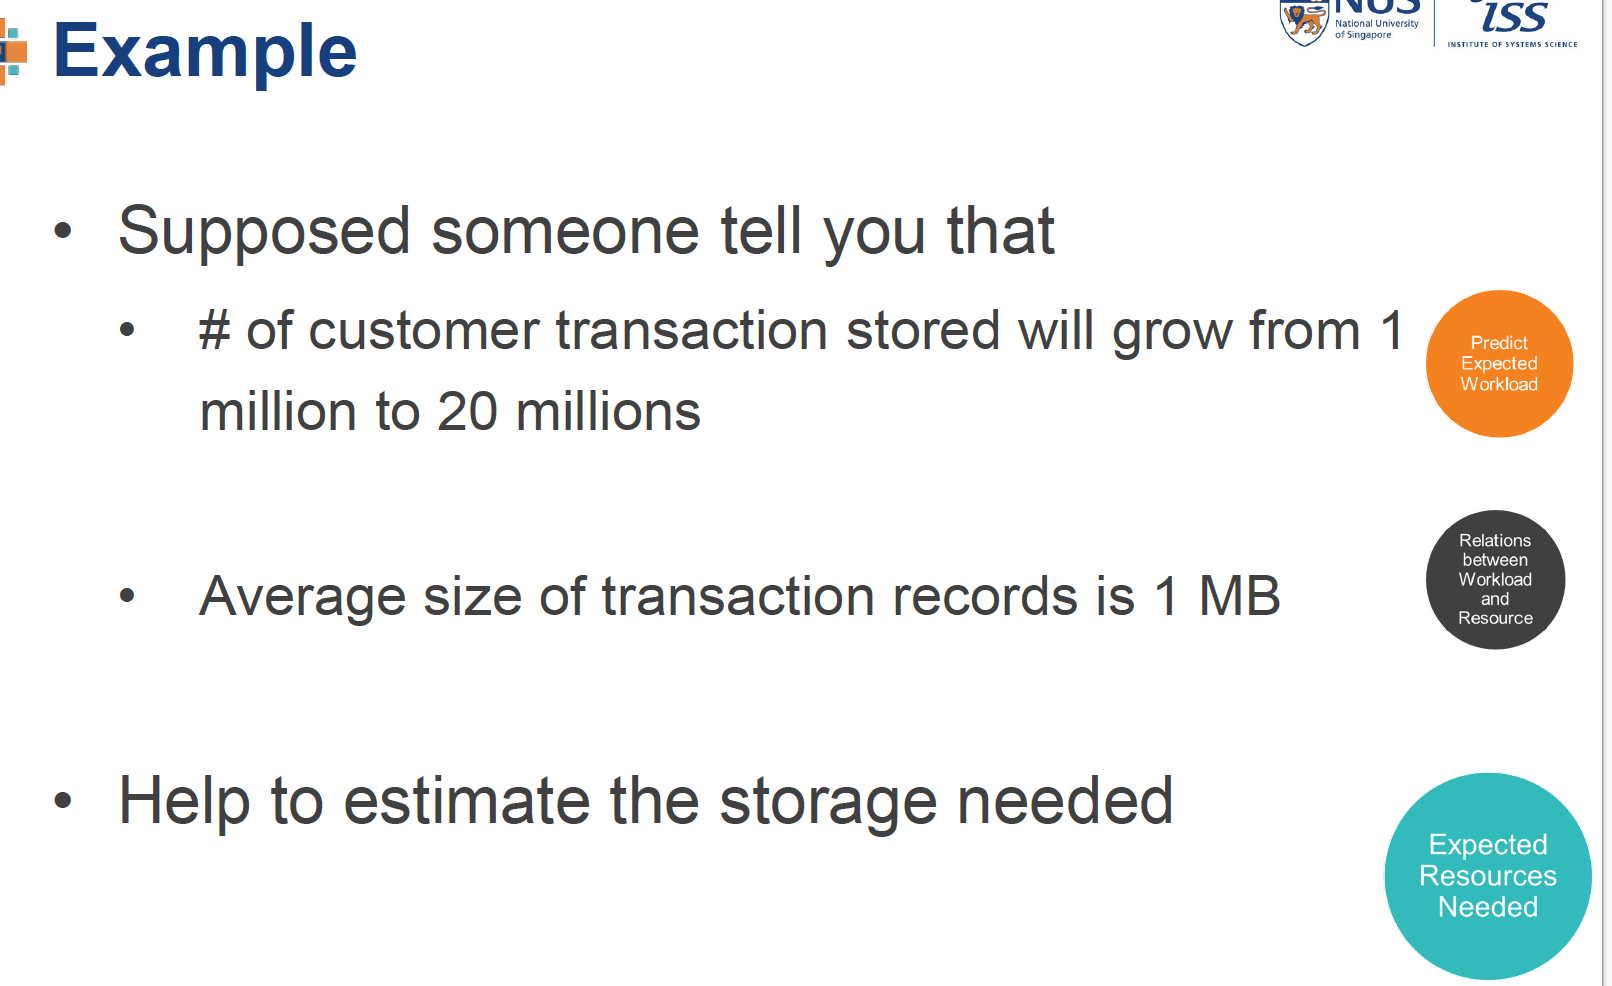 Example
NUS
National University
of Singapore
iss
INSTITUTE OF SYSTEMS SCIENCE
• Supposed someone tell you that
• # of customer transaction stored will grow from 1
million to 20 millions
Predict
Expected
Workload
• Average size of transaction records is 1 MB
Relations
between
Workload
and
Resource
• Help to estimate the storage needed
Expected
Resources
Needed